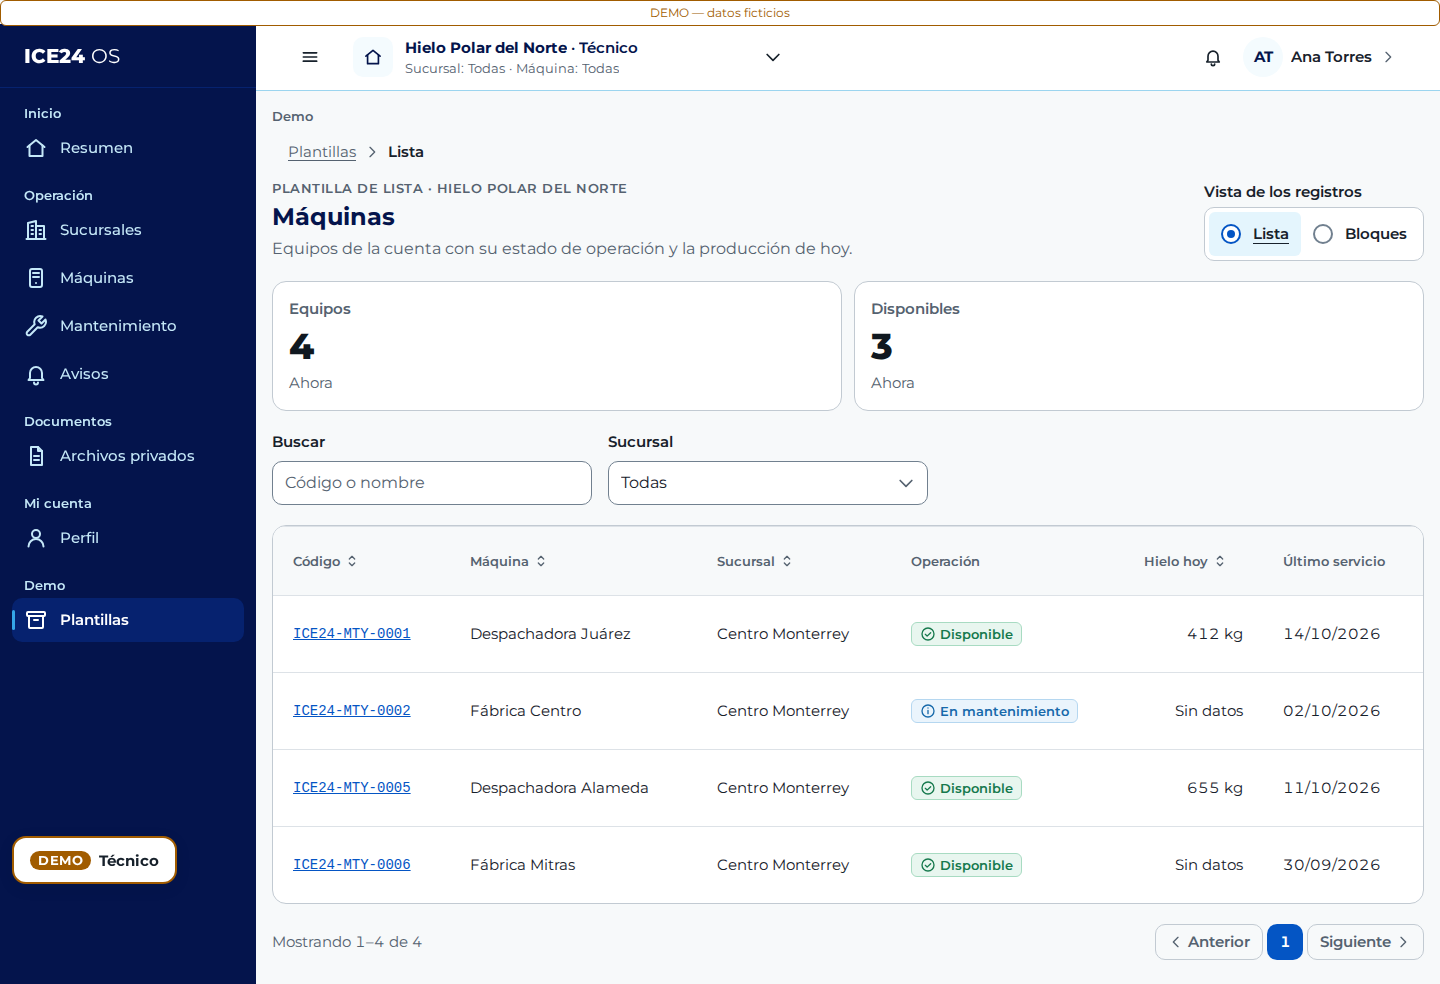 DEMO — datos ficticios
ICE24 OS
Inicio
Resumen
Operación
Sucursales
Máquinas
Mantenimiento
Avisos
Documentos
Archivos privados
Mi cuenta
Perfil
Demo
Plantillas
DEMO Técnico
Hielo Polar del Norte · Técnico
Sucursal: Todas · Máquina: Todas
AT Ana Torres
Demo
Plantillas Lista
PLANTILLA DE LISTA · HIELO POLAR DEL NORTE
Máquinas
Equipos de la cuenta con su estado de operación y la producción de hoy.
Vista de los registros
Lista Bloques
Equipos
4
Ahora
Disponibles
3
Ahora
Buscar
Código o nombre
Sucursal
Todas
Código Máquina Sucursal Operación Hielo hoy Último servicio
ICE24-MTY-0001 Despachadora Juárez Centro Monterrey Disponible 412 kg 14/10/2026
ICE24-MTY-0002 Fábrica Centro Centro Monterrey En mantenimiento Sin datos 02/10/2026
ICE24-MTY-0005 Despachadora Alameda Centro Monterrey Disponible 655 kg 11/10/2026
ICE24-MTY-0006 Fábrica Mitras Centro Monterrey Disponible Sin datos 30/09/2026
Mostrando 1–4 de 4
Anterior 1 Siguiente